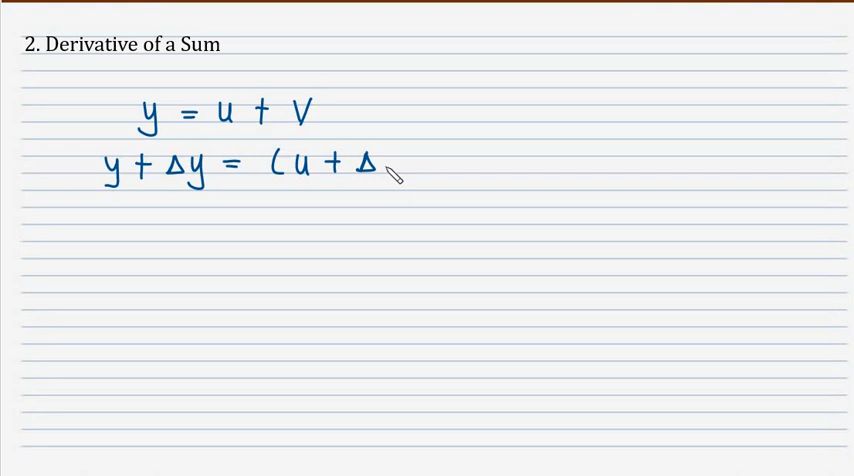 2. Derivative of a Sum
y = u + v
y + Δy = (u + Δ